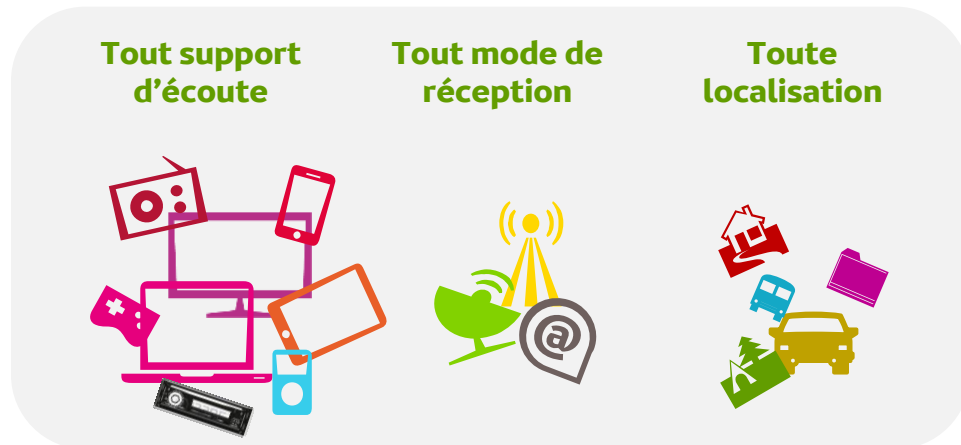 Tout support
d'écoute
Tout mode de
réception
Toute
localisation
@